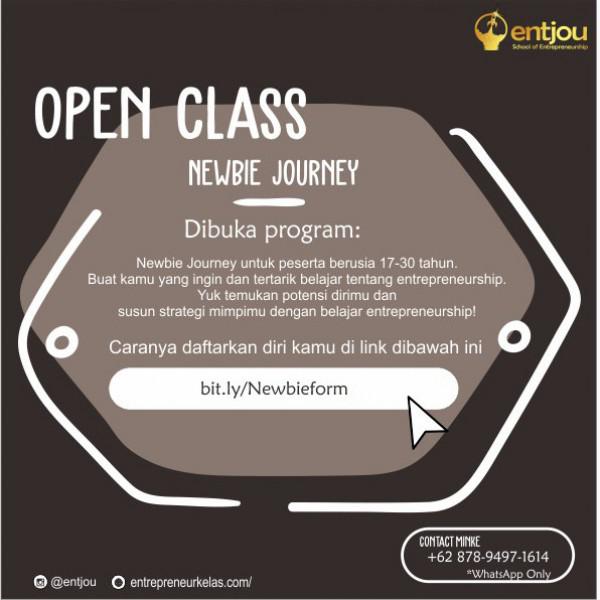 entjou
School of Entrepreneurship
OPEN CLASS
NEWBIE JOURNEY
Dibuka program:
Newbie Journey untuk peserta berusia 17-30 tahun.
Buat kamu yang ingin dan tertarik belajar tentang entrepreneurship.
Yuk temukan potensi dirimu dan
susun strategi mimpimu dengan belajar entrepreneurship!
Caranya daftarkan diri kamu di link dibawah ini
bit.ly/Newbieform
CONTACT MINKE
+62 878-9497-1614
*WhatsApp Only
@entjou
entrepreneurkelas.com/